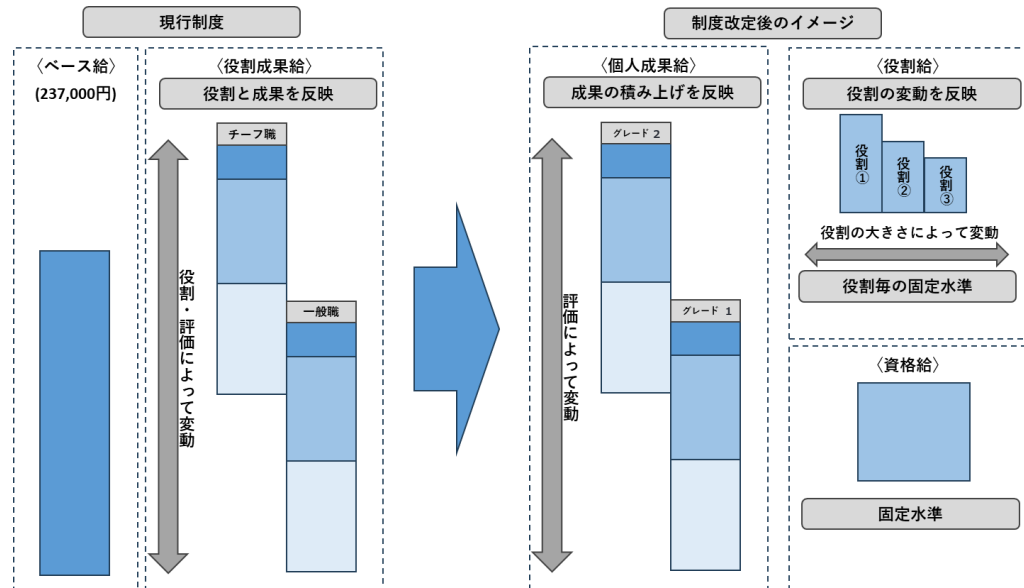 現行制度
〈ベース給〉
(237,000円)
〈役割成果給〉
役割と成果を反映
チーフ職
一般職
役割・評価によって変動
制度改定後のイメージ
〈個人成果給〉
成果の積み上げを反映
グレード 2
グレード 1
評価によって変動
〈役割給〉
役割の変動を反映
役割①
役割②
役割③
役割の大きさによって変動
役割毎の固定水準
〈資格給〉
固定水準